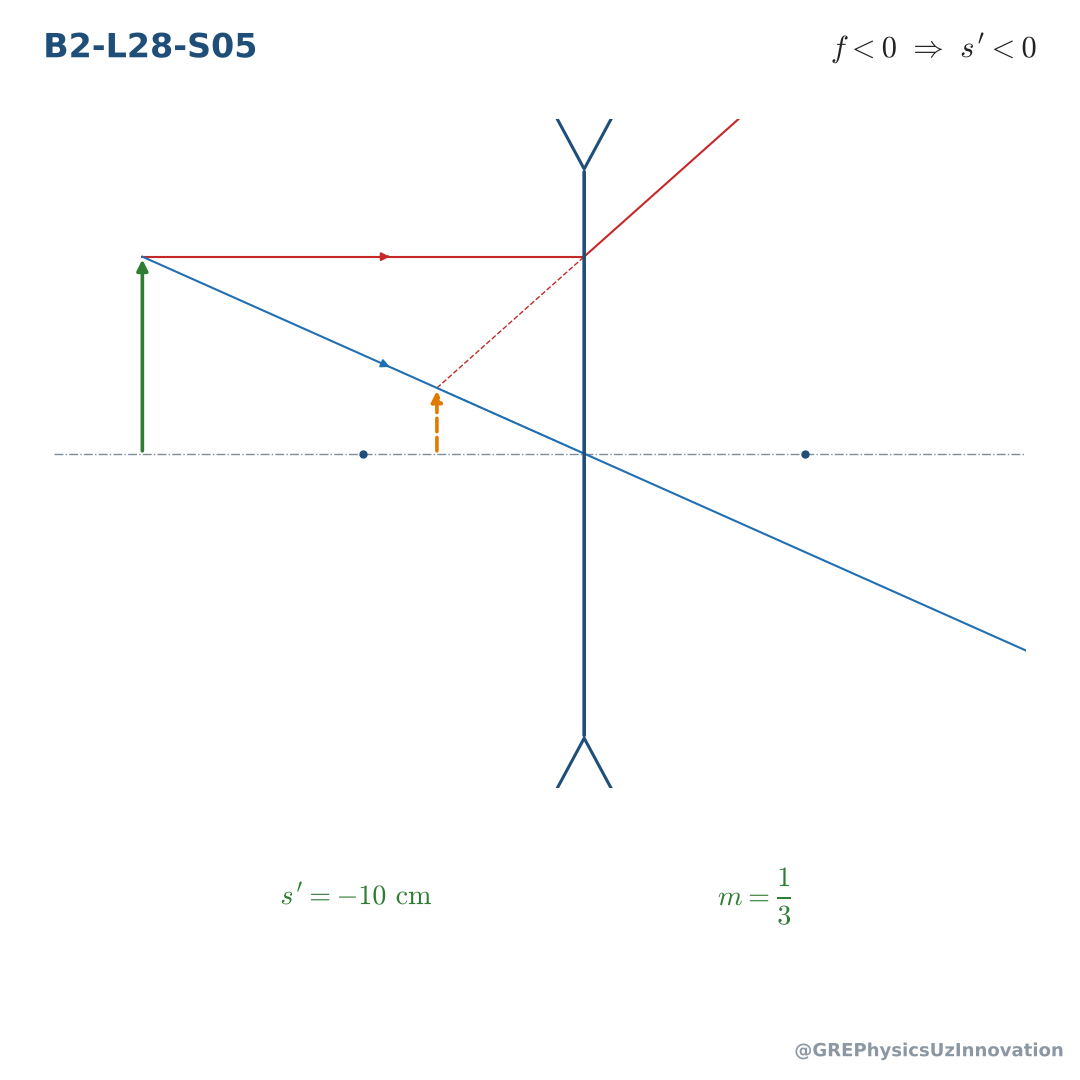 B2-L28-S05
f < 0 ⇒ s′ < 0
s′ = −10 cm
m = 1/3
@GREPhysicsUzInnovation